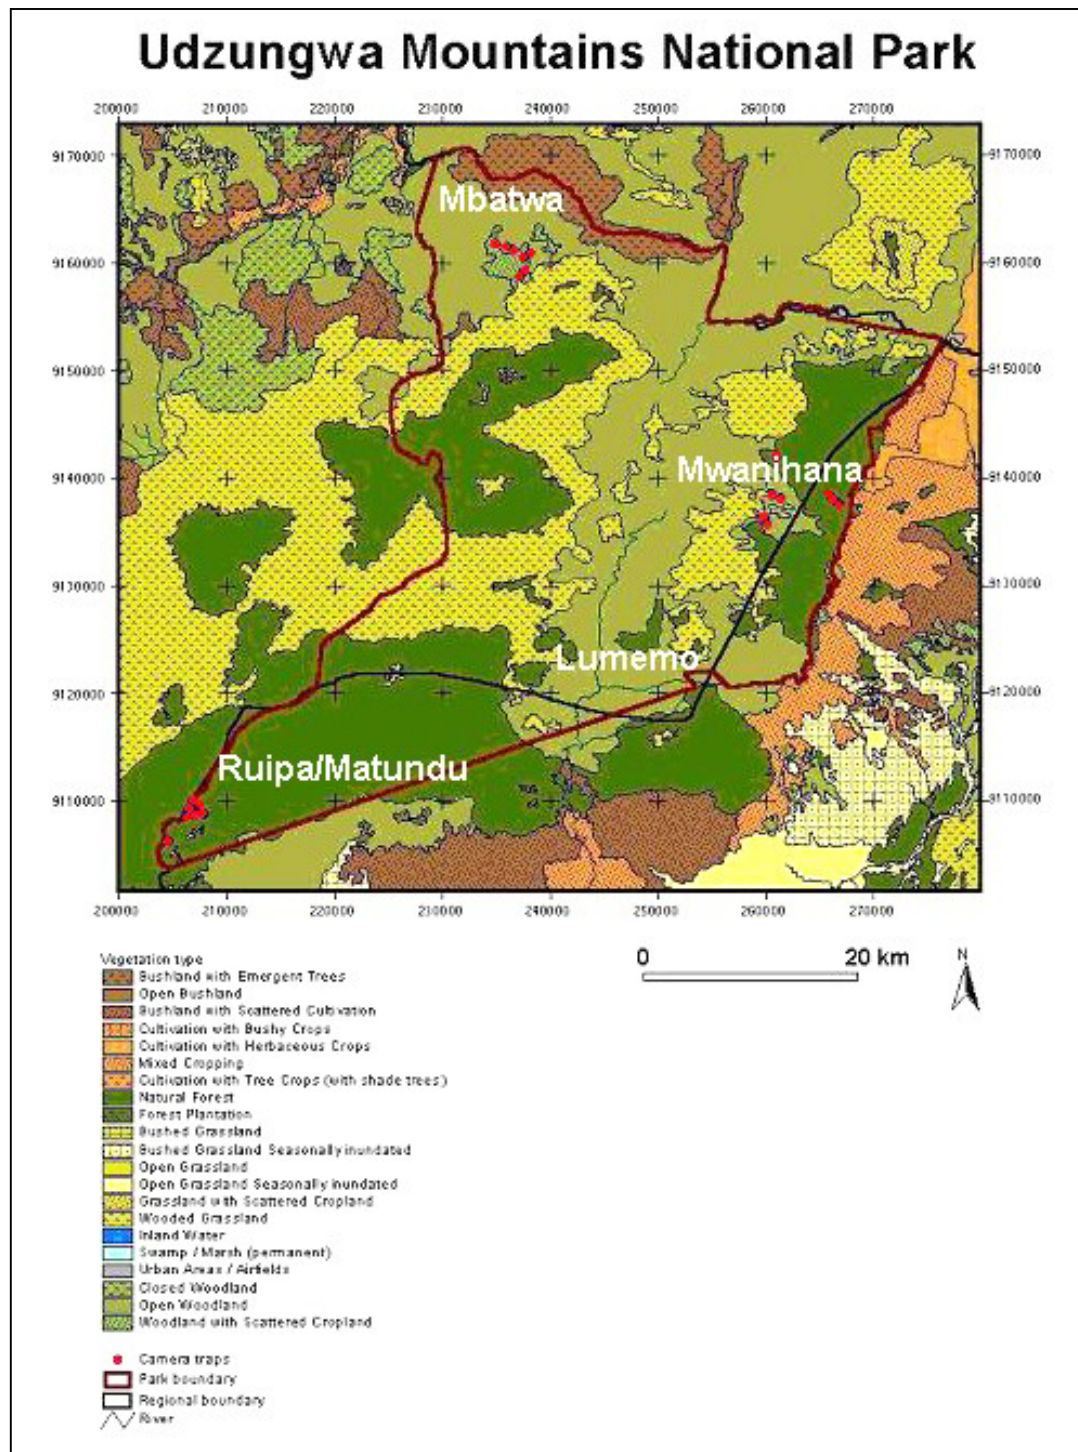 Udzungwa Mountains National Park
200000 210000 220000 230000 240000 250000 260000 270000
9170000 9170000
Mbatwa
9160000 9160000
9150000 9150000
9140000 Mwanihana 9140000
9130000 9130000
Lumemo
9120000 9120000
Ruipa/Matundu
9110000 9110000
200000 210000 220000 230000 240000 250000 260000 270000
Vegetation type
0 20 km
N
Bushland with Emergent Trees
Open Bushland
Bushland with Scattered Cultivation
Cultivation with Bushy Crops
Cultivation with Herbaceous Crops
Mixed Cropping
Cultivation with Tree Crops (with shade trees)
Natural Forest
Forest Plantation
Bushed Grassland
Bushed Grassland Seasonally inundated
Open Grassland
Open Grassland Seasonally inundated
Grassland with Scattered Cropland
Wooded Grassland
Inland Water
Swamp / Marsh (permanent)
Urban Areas / Airfields
Closed Woodland
Open Woodland
Woodland with Scattered Cropland
Camera traps
Park boundary
Regional boundary
River